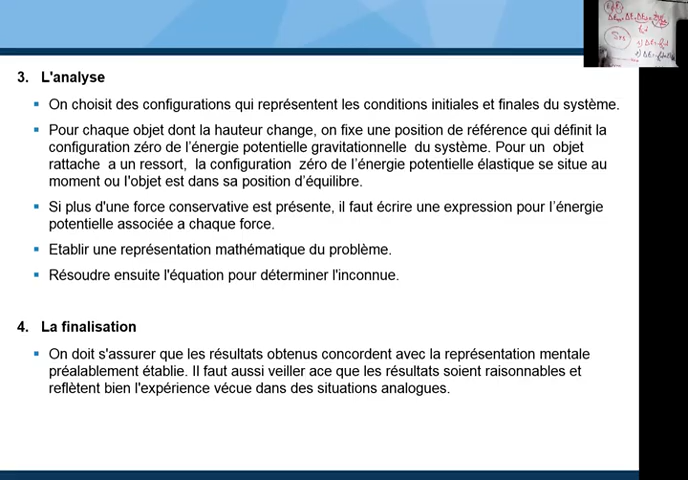 3. L'analyse
▪ On choisit des configurations qui représentent les conditions initiales et finales du système.
▪ Pour chaque objet dont la hauteur change, on fixe une position de référence qui définit la
configuration zéro de l'énergie potentielle gravitationnelle du système. Pour un objet
rattache a un ressort, la configuration zéro de l'énergie potentielle élastique se situe au
moment ou l'objet est dans sa position d'équilibre.
▪ Si plus d'une force conservative est présente, il faut écrire une expression pour l'énergie
potentielle associée a chaque force.
▪ Etablir une représentation mathématique du problème.
▪ Résoudre ensuite l'équation pour déterminer l'inconnue.
4. La finalisation
▪ On doit s'assurer que les résultats obtenus concordent avec la représentation mentale
préalablement établie. Il faut aussi veiller ace que les résultats soient raisonnables et
reflètent bien l'expérience vécue dans des situations analogues.